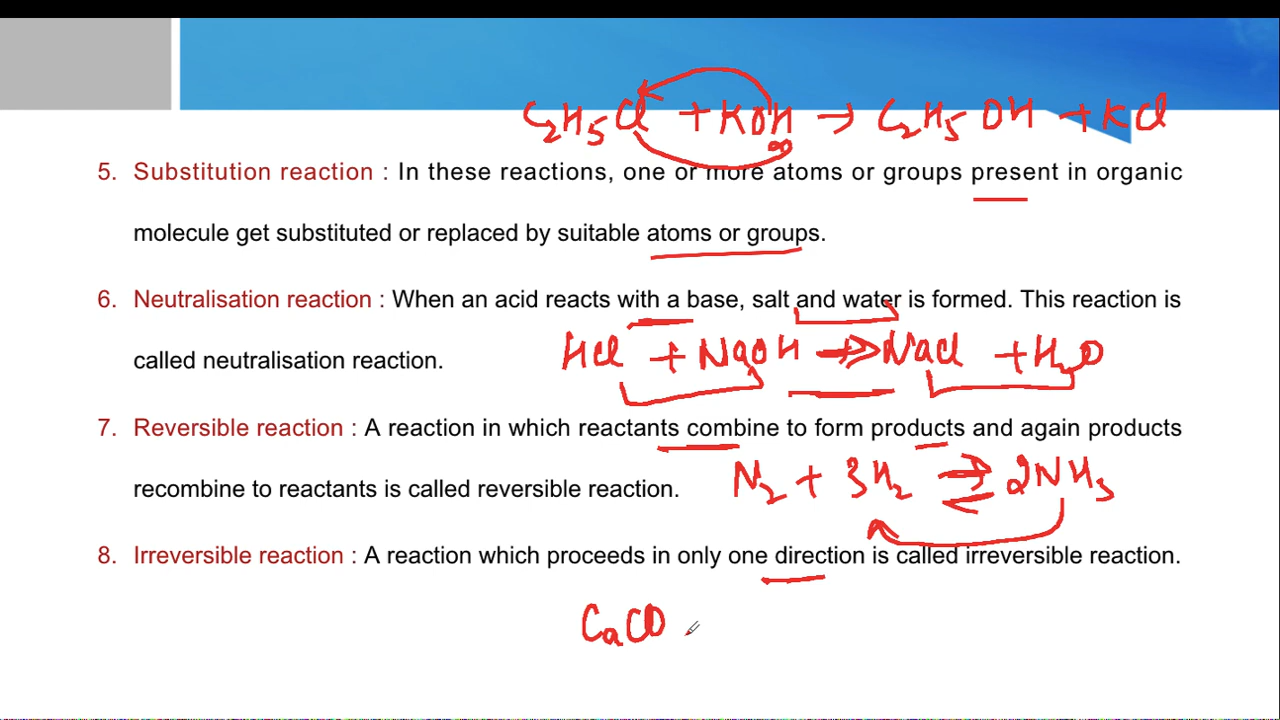 C2H5Cl + KOH → C2H5OH + KCl
5. Substitution reaction : In these reactions, one or more atoms or groups present in organic
molecule get substituted or replaced by suitable atoms or groups.
6. Neutralisation reaction : When an acid reacts with a base, salt and water is formed. This reaction is
called neutralisation reaction. HCl + NaOH → NaCl + H2O
7. Reversible reaction : A reaction in which reactants combine to form products and again products
recombine to reactants is called reversible reaction. N2 + 3H2 ⇌ 2NH3
8. Irreversible reaction : A reaction which proceeds in only one direction is called irreversible reaction.
CaCO